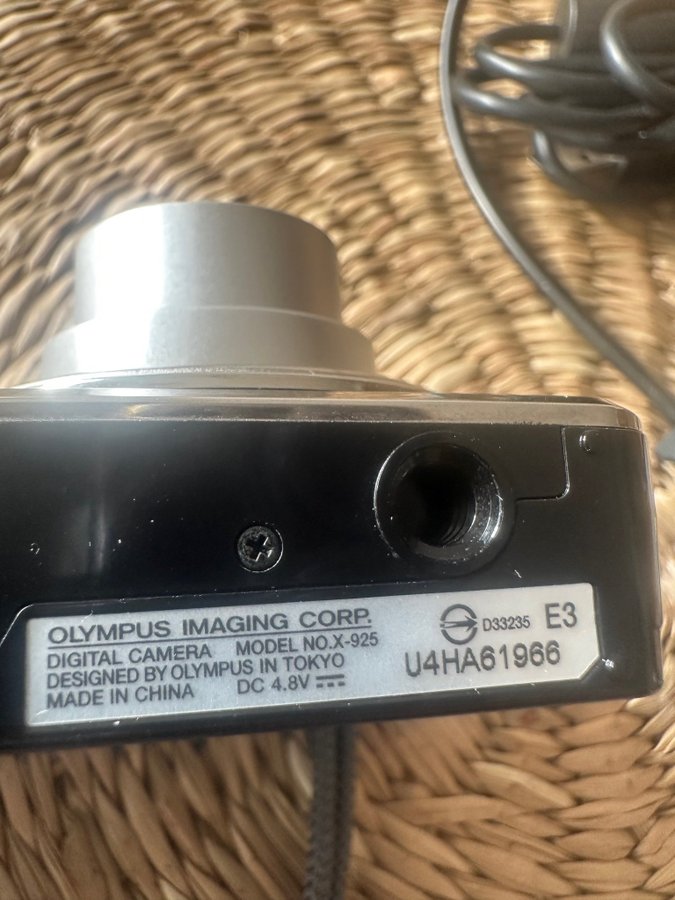 OLYMPUS IMAGING CORP.
DIGITAL CAMERA MODEL NO.X-925
DESIGNED BY OLYMPUS IN TOKYO
MADE IN CHINA DC 4.8V
D33235 E3
U4HA61966